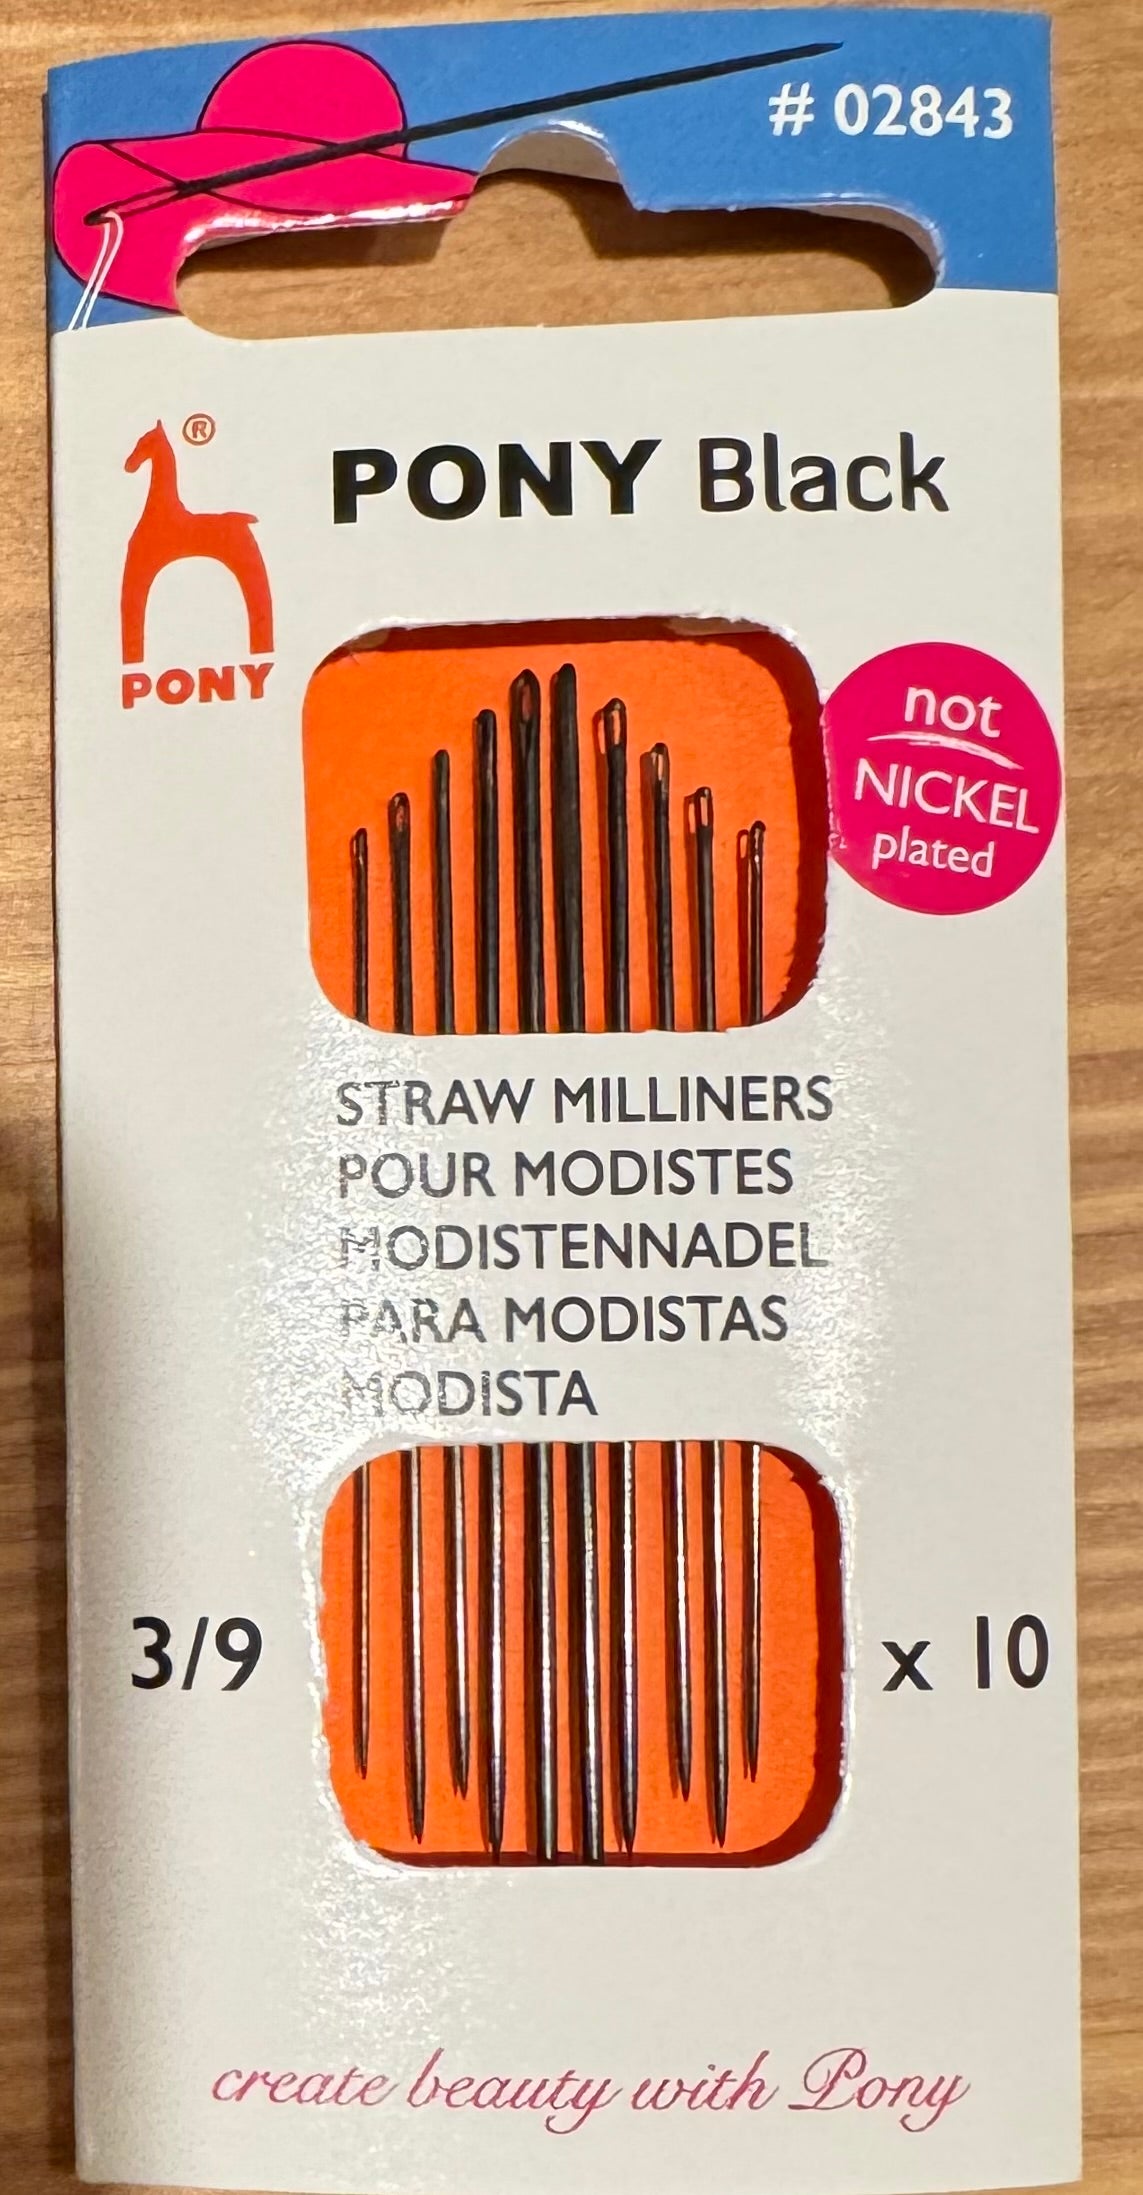 # 02843
®
PONY
PONY Black
not
NICKEL
plated
STRAW MILLINERS
POUR MODISTES
MODISTENNADEL
PARA MODISTAS
MODISTA
3/9
x 10
create beauty with Pony